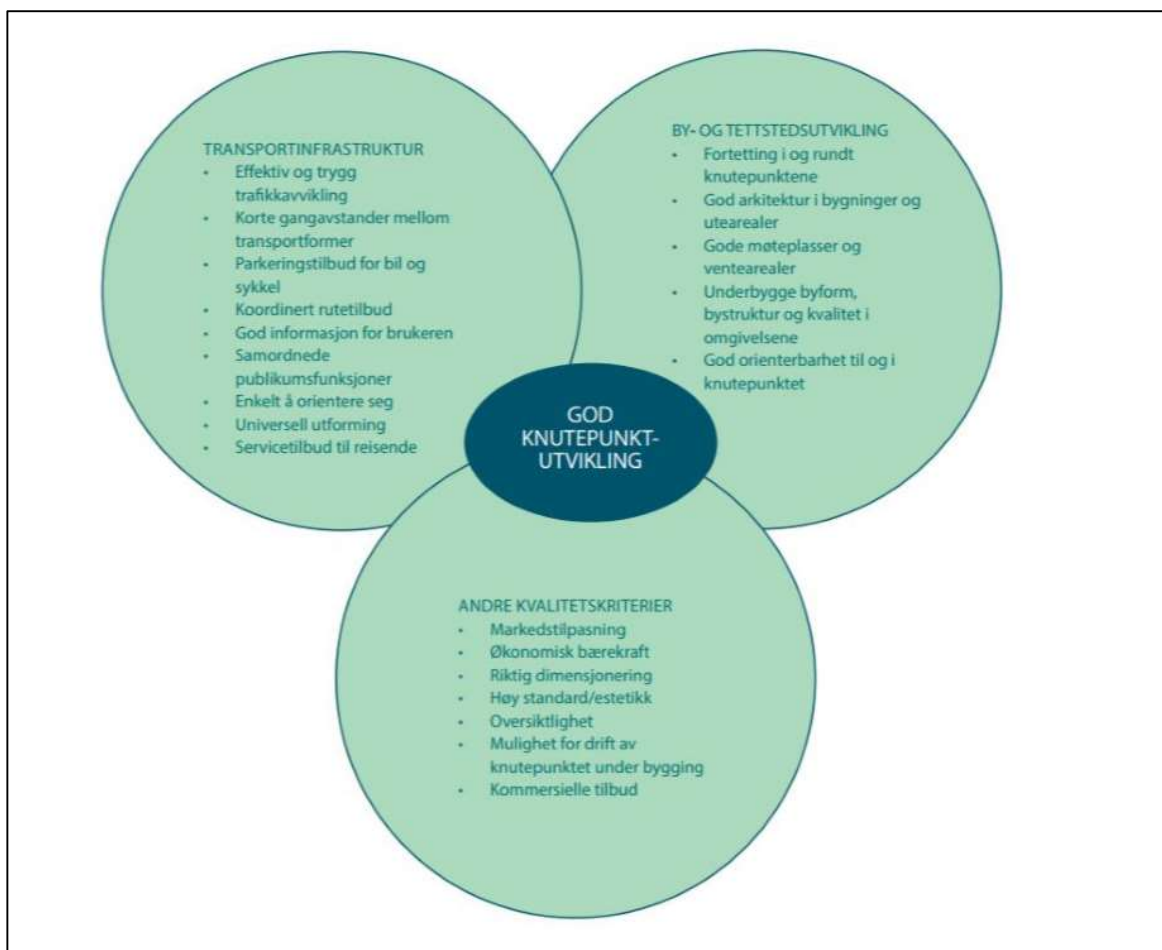 TRANSPORTINFRASTRUKTUR
• Effektiv og trygg
trafikkavvikling
• Korte gangavstander mellom
transportformer
• Parkeringstilbud for bil og
sykkel
• Koordinert rutetilbud
• God informasjon for brukeren
• Samordnede
publikumsfunksjoner
• Enkelt å orientere seg
• Universell utforming
• Servicetilbud til reisende
BY- OG TETTSTEDSUTVIKLING
• Fortetting i og rundt
knutepunktene
• God arkitektur i bygninger og
utearealer
• Gode møteplasser og
ventearealer
• Underbygge byform,
bystruktur og kvalitet i
omgivelsene
• God orienterbarhet til og i
knutepunktet
GOD
KNUTEPUNKT-
UTVIKLING
ANDRE KVALITETSKRITERIER
• Markedstilpasning
• Økonomisk bærekraft
• Riktig dimensjonering
• Høy standard/estetikk
• Oversiktlighet
• Mulighet for drift av
knutepunktet under bygging
• Kommersielle tilbud